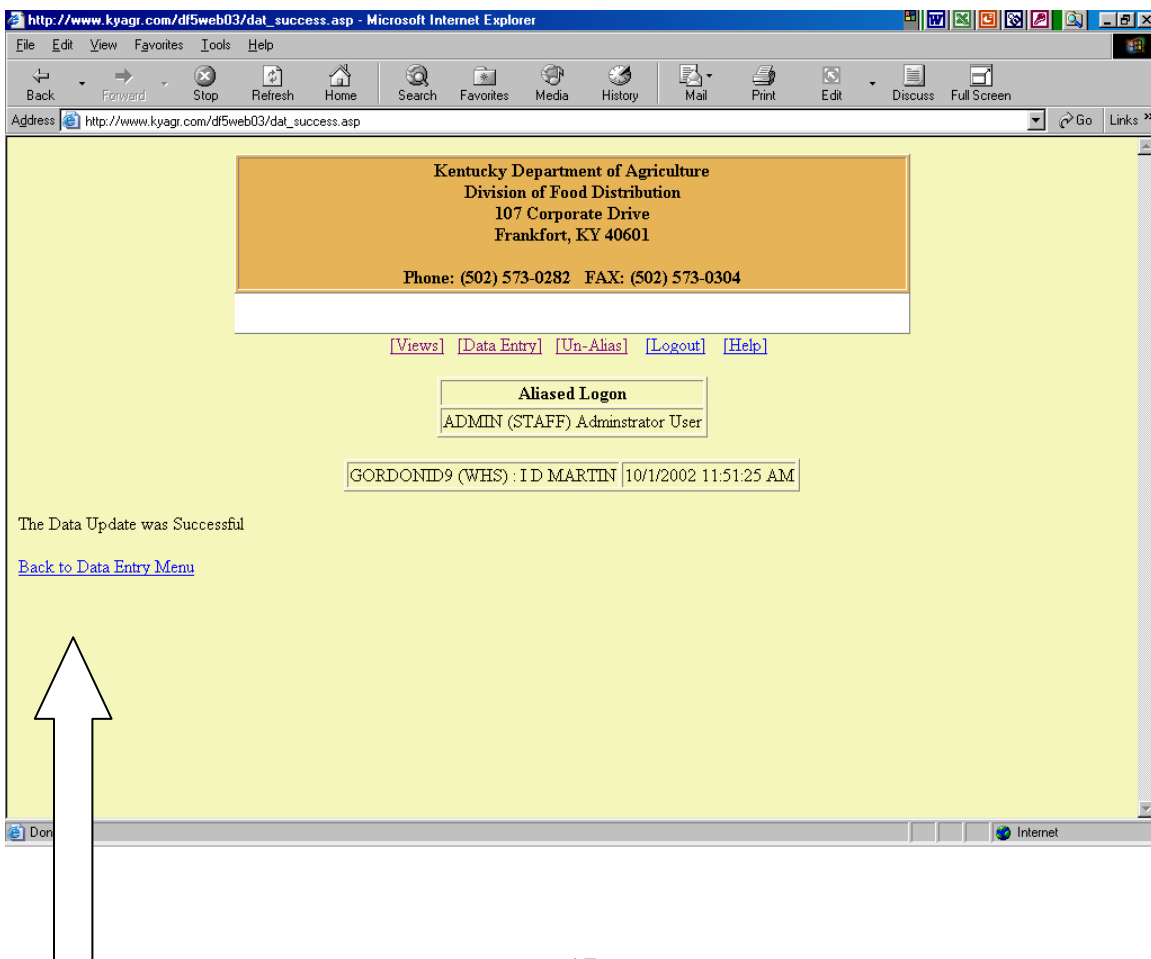 http://www.kyagr.com/df5web03/dat_success.asp - Microsoft Internet Explorer
File Edit View Favorites Tools Help
Back Forward Stop Refresh Home Search Favorites Media History Mail Print Edit Discuss Full Screen
Address http://www.kyagr.com/df5web03/dat_success.asp Go Links »
Kentucky Department of Agriculture
Division of Food Distribution
107 Corporate Drive
Frankfort, KY 40601
Phone: (502) 573-0282 FAX: (502) 573-0304
[Views] [Data Entry] [Un-Alias] [Logout] [Help]
Aliased Logon
ADMIN (STAFF) Adminstrator User
GORDONID9 (WHS) : I D MARTIN 10/1/2002 11:51:25 AM
The Data Update was Successful
Back to Data Entry Menu
Don
Internet